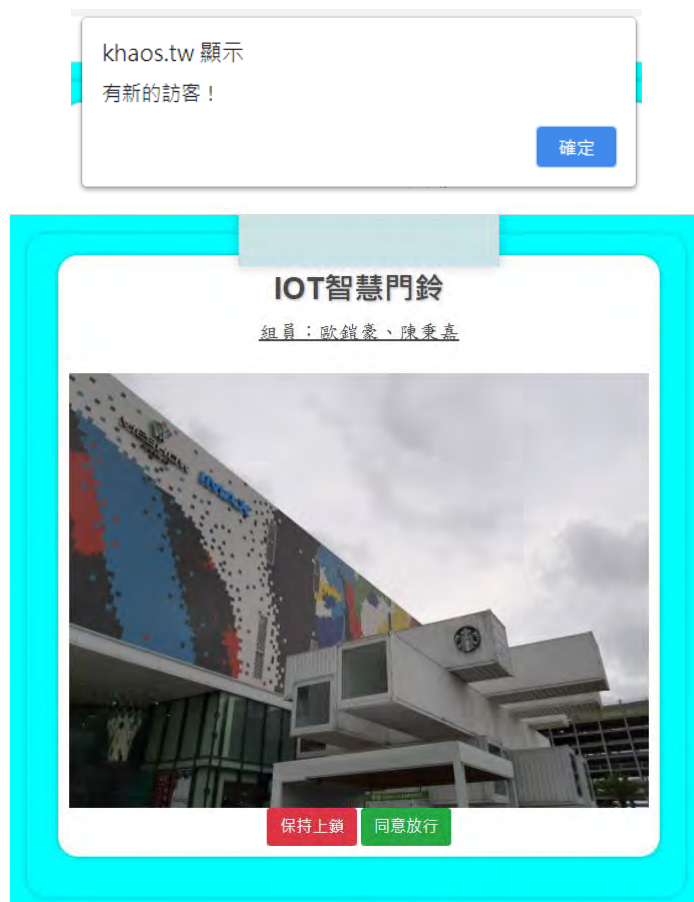 khaos.tw 顯示
有新的訪客！
確定
IOT智慧門鈴
組員：歐鎧豪、陳秉嘉
保持上鎖
同意放行